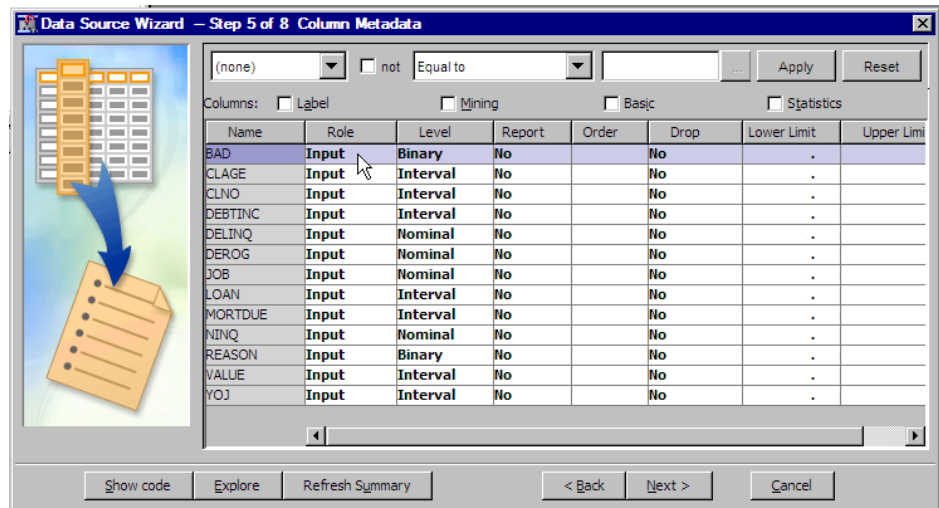 Data Source Wizard — Step 5 of 8 Column Metadata
(none) not Equal to ... Apply Reset
Columns: Label Mining Basic Statistics
Name Role Level Report Order Drop Lower Limit Upper Limi
BAD Input Binary No No .
CLAGE Input Interval No No .
CLNO Input Interval No No .
DEBTINC Input Interval No No .
DELINQ Input Nominal No No .
DEROG Input Nominal No No .
JOB Input Nominal No No .
LOAN Input Interval No No .
MORTDUE Input Interval No No .
NINQ Input Nominal No No .
REASON Input Binary No No .
VALUE Input Interval No No .
YOJ Input Interval No No .
Show code Explore Refresh Summary < Back Next > Cancel